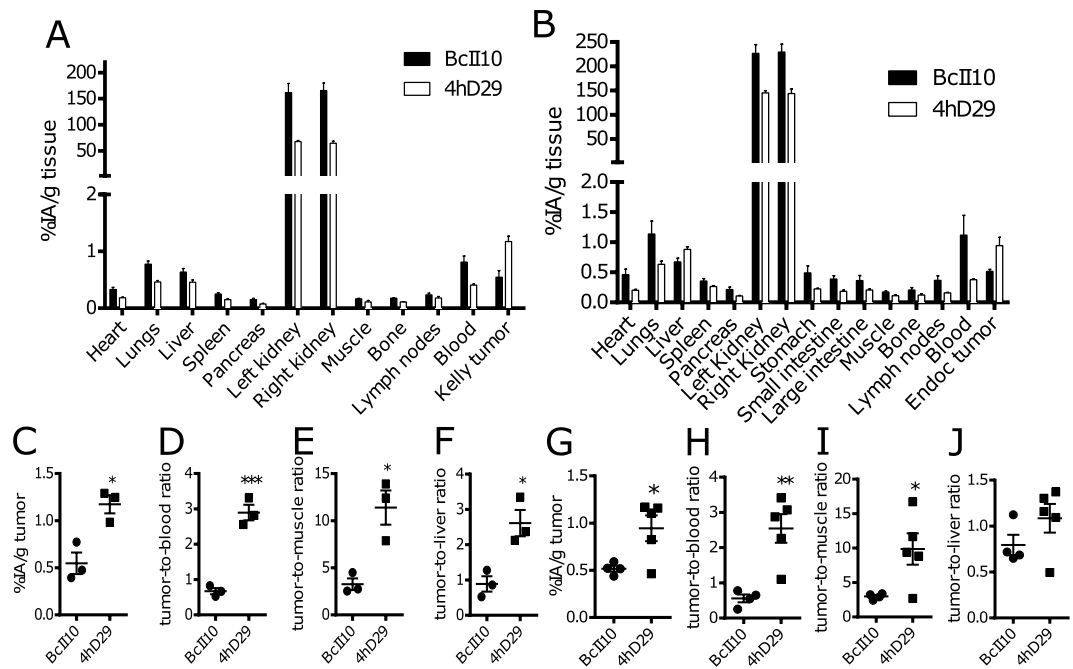 A
BcII10
4hD29
%IA/g tissue
200
150
100
50
2
1
0
Heart
Lungs
Liver
Spleen
Pancreas
Left Kidney
Right kidney
Muscle
Bone
Lymph nodes
Blood
Kelly tumor
B
BcII10
4hD29
%IA/g tissue
250
200
150
100
50
2.0
1.5
1.0
0.5
0.0
Heart
Lungs
Liver
Spleen
Pancreas
Left Kidney
Right Kidney
Stomach
Small intestine
Large intestine
Muscle
Bone
Lymph nodes
Blood
Endoc tumor
C
%IA/g tumor
1.5
1.0
0.5
0.0
*
BcII10
4hD29
D
tumor-to-blood ratio
4
3
2
1
0
***
BcII10
4hD29
E
tumor-to-muscle ratio
15
10
5
0
*
BcII10
4hD29
F
tumor-to-liver ratio
4
3
2
1
0
*
BcII10
4hD29
G
%IA/g tumor
1.5
1.0
0.5
0.0
*
BcII10
4hD29
H
tumor-to-blood ratio
4
3
2
1
0
**
BcII10
4hD29
I
tumor-to-muscle ratio
20
15
10
5
0
*
BcII10
4hD29
J
tumor-to-liver ratio
1.5
1.0
0.5
0.0
BcII10
4hD29